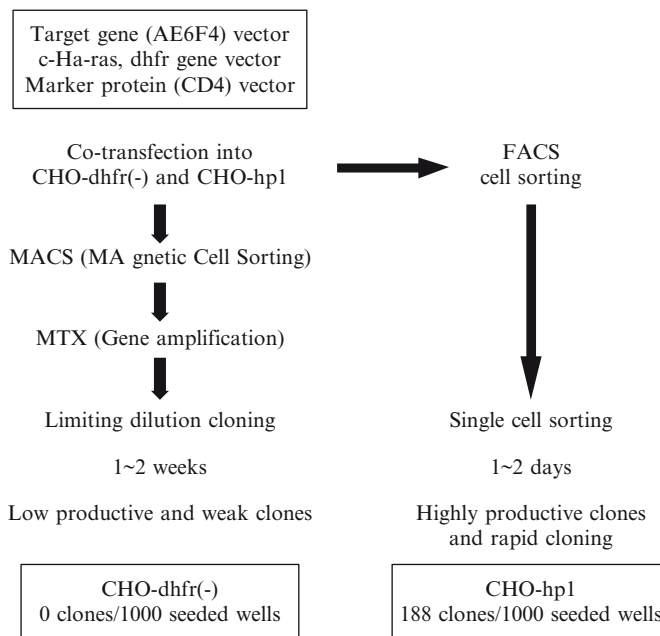 Target gene (AE6F4) vector
c-Ha-ras, dhfr gene vector
Marker protein (CD4) vector
Co-transfection into
CHO-dhfr(-) and CHO-hp1
FACS
cell sorting
MACS (MA gnetic Cell Sorting)
MTX (Gene amplification)
Limiting dilution cloning
1~2 weeks
Low productive and weak clones
CHO-dhfr(-)
0 clones/1000 seeded wells
Single cell sorting
1~2 days
Highly productive clones
and rapid cloning
CHO-hp1
188 clones/1000 seeded wells